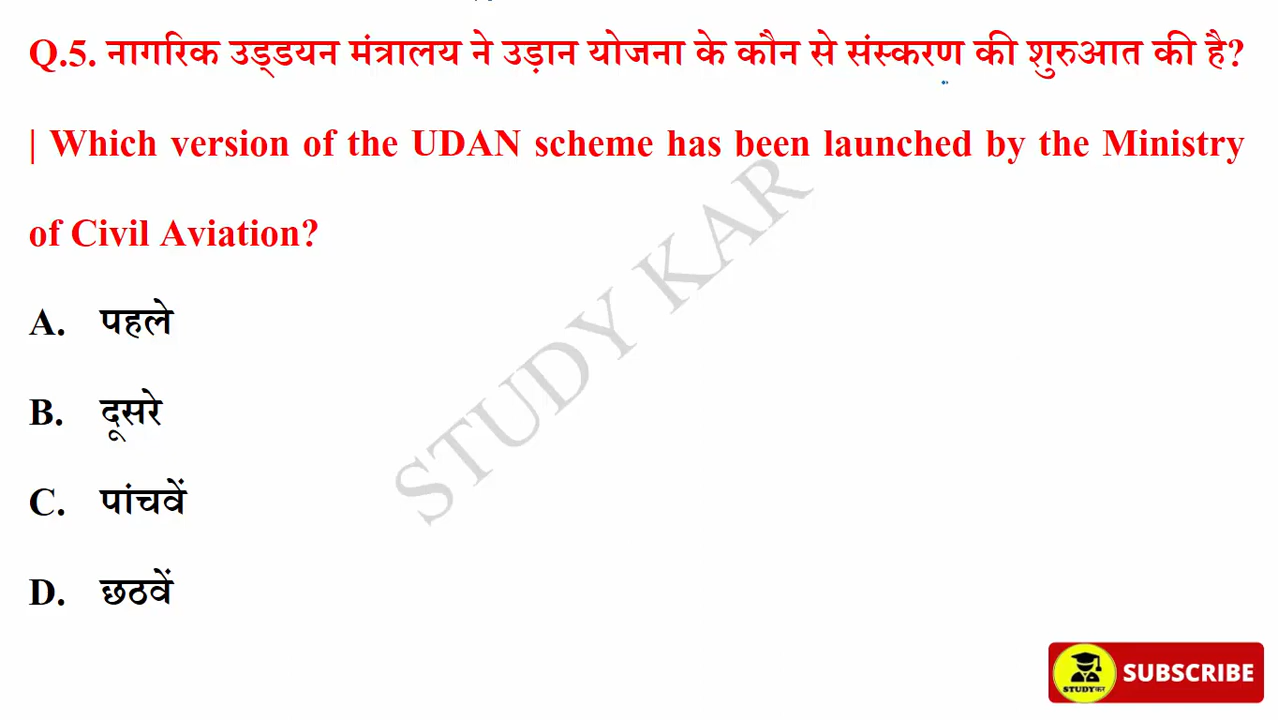 Q.5. नागरिक उड्डयन मंत्रालय ने उड़ान योजना के कौन से संस्करण की शुरुआत की है?
| Which version of the UDAN scheme has been launched by the Ministry
of Civil Aviation?
A. पहले
B. दूसरे
C. पांचवें
D. छठवें
STUDY KAR
STUDYकर
SUBSCRIBE